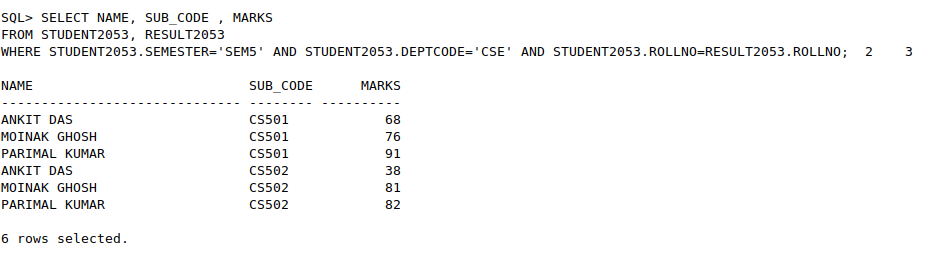 SQL> SELECT NAME, SUB_CODE , MARKS
FROM STUDENT2053, RESULT2053
WHERE STUDENT2053.SEMESTER='SEM5' AND STUDENT2053.DEPTCODE='CSE' AND STUDENT2053.ROLLNO=RESULT2053.ROLLNO;  2    3

NAME                           SUB_CODE      MARKS
------------------------------ -------- ----------
ANKIT DAS                      CS501            68
MOINAK GHOSH                   CS501            76
PARIMAL KUMAR                  CS501            91
ANKIT DAS                      CS502            38
MOINAK GHOSH                   CS502            81
PARIMAL KUMAR                  CS502            82

6 rows selected.